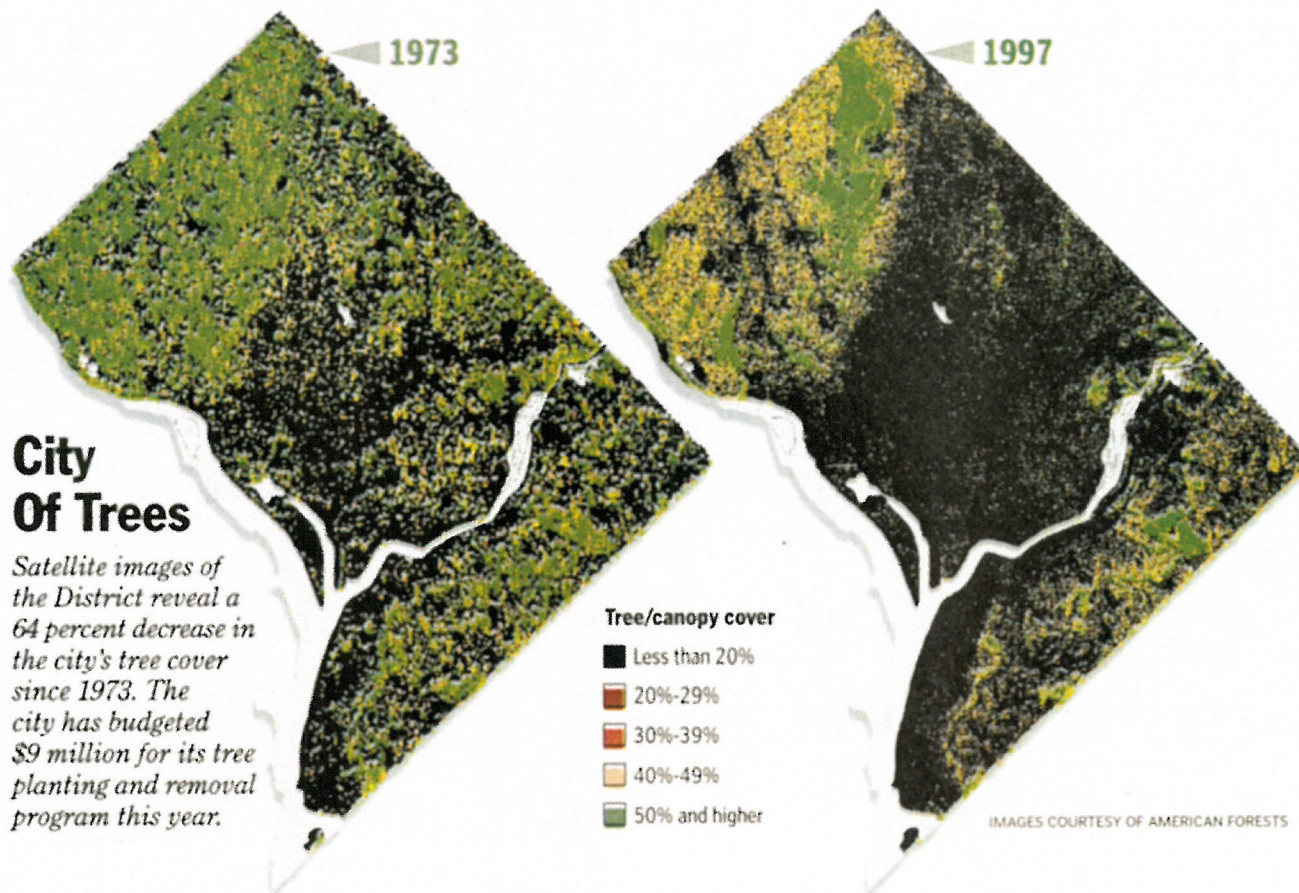 1973
1997
City
Of Trees
Satellite images of
the District reveal a
64 percent decrease in
the city's tree cover
since 1973. The
city has budgeted
$9 million for its tree
planting and removal
program this year.
Tree/canopy cover
Less than 20%
20%-29%
30%-39%
40%-49%
50% and higher
IMAGES COURTESY OF AMERICAN FORESTS